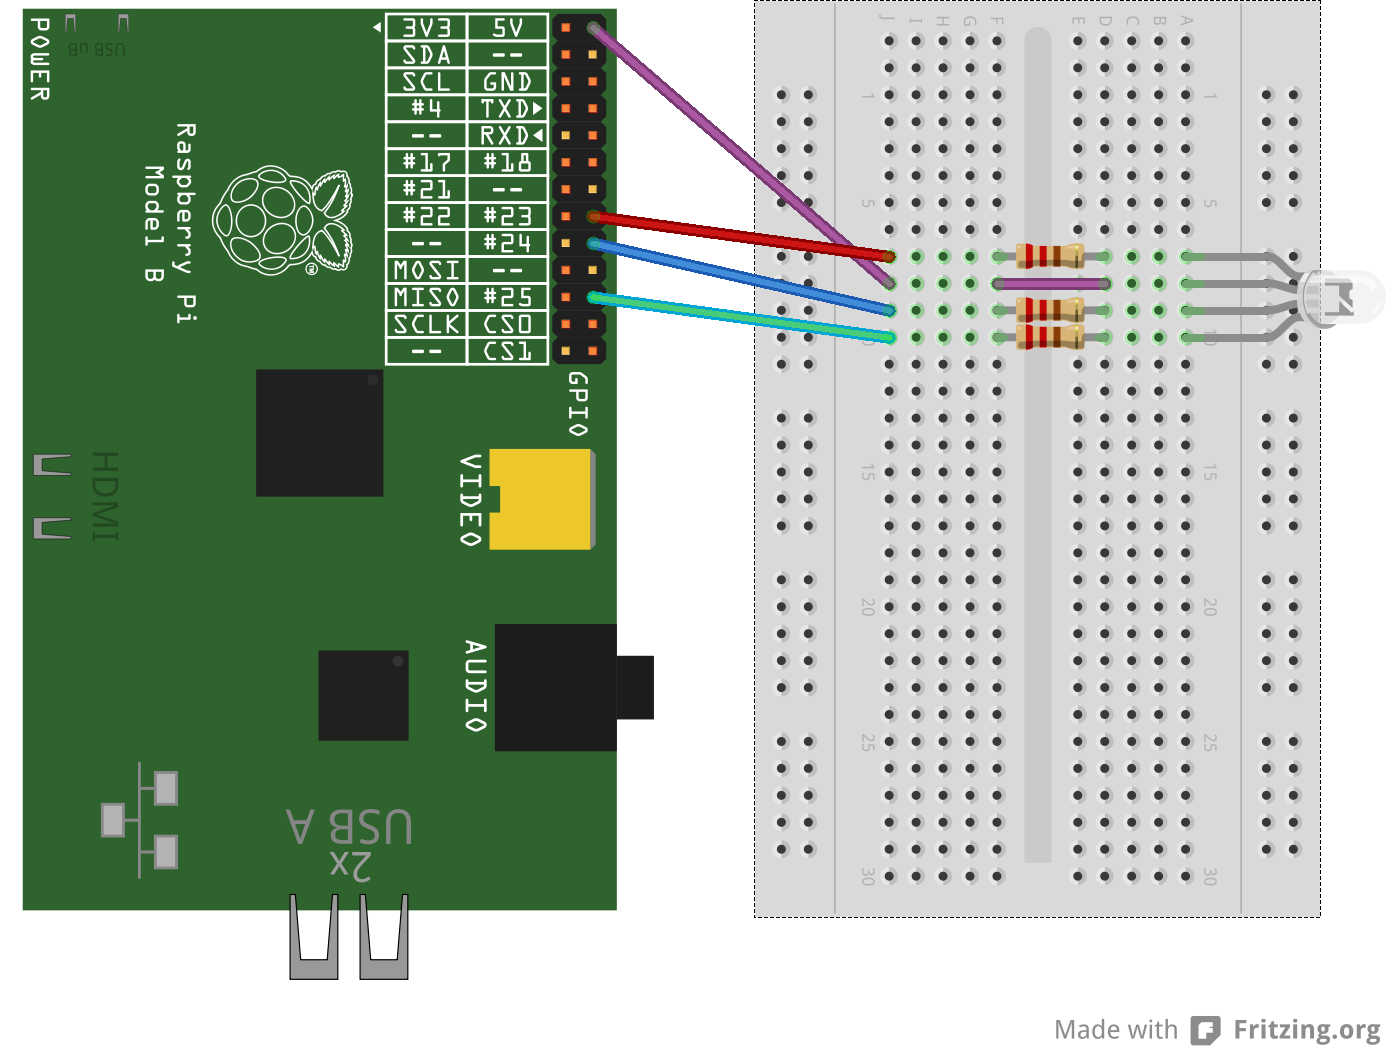 POWER
USB uB
3V3 5V
SDA --
SCL GND
#4 TXD
-- RXD
#17 #18
#21 --
#22 #23
-- #24
MOSI --
MISO #25
SCLK CS0
-- CS1
GPIO
Raspberry Pi
Model B
TM
HDMI
VIDEO
AUDIO
USB A
2x
J I H G F E D C B A
1 1
5 5
10 10
15 15
20 20
25 25
30 30
Made with Fritzing.org